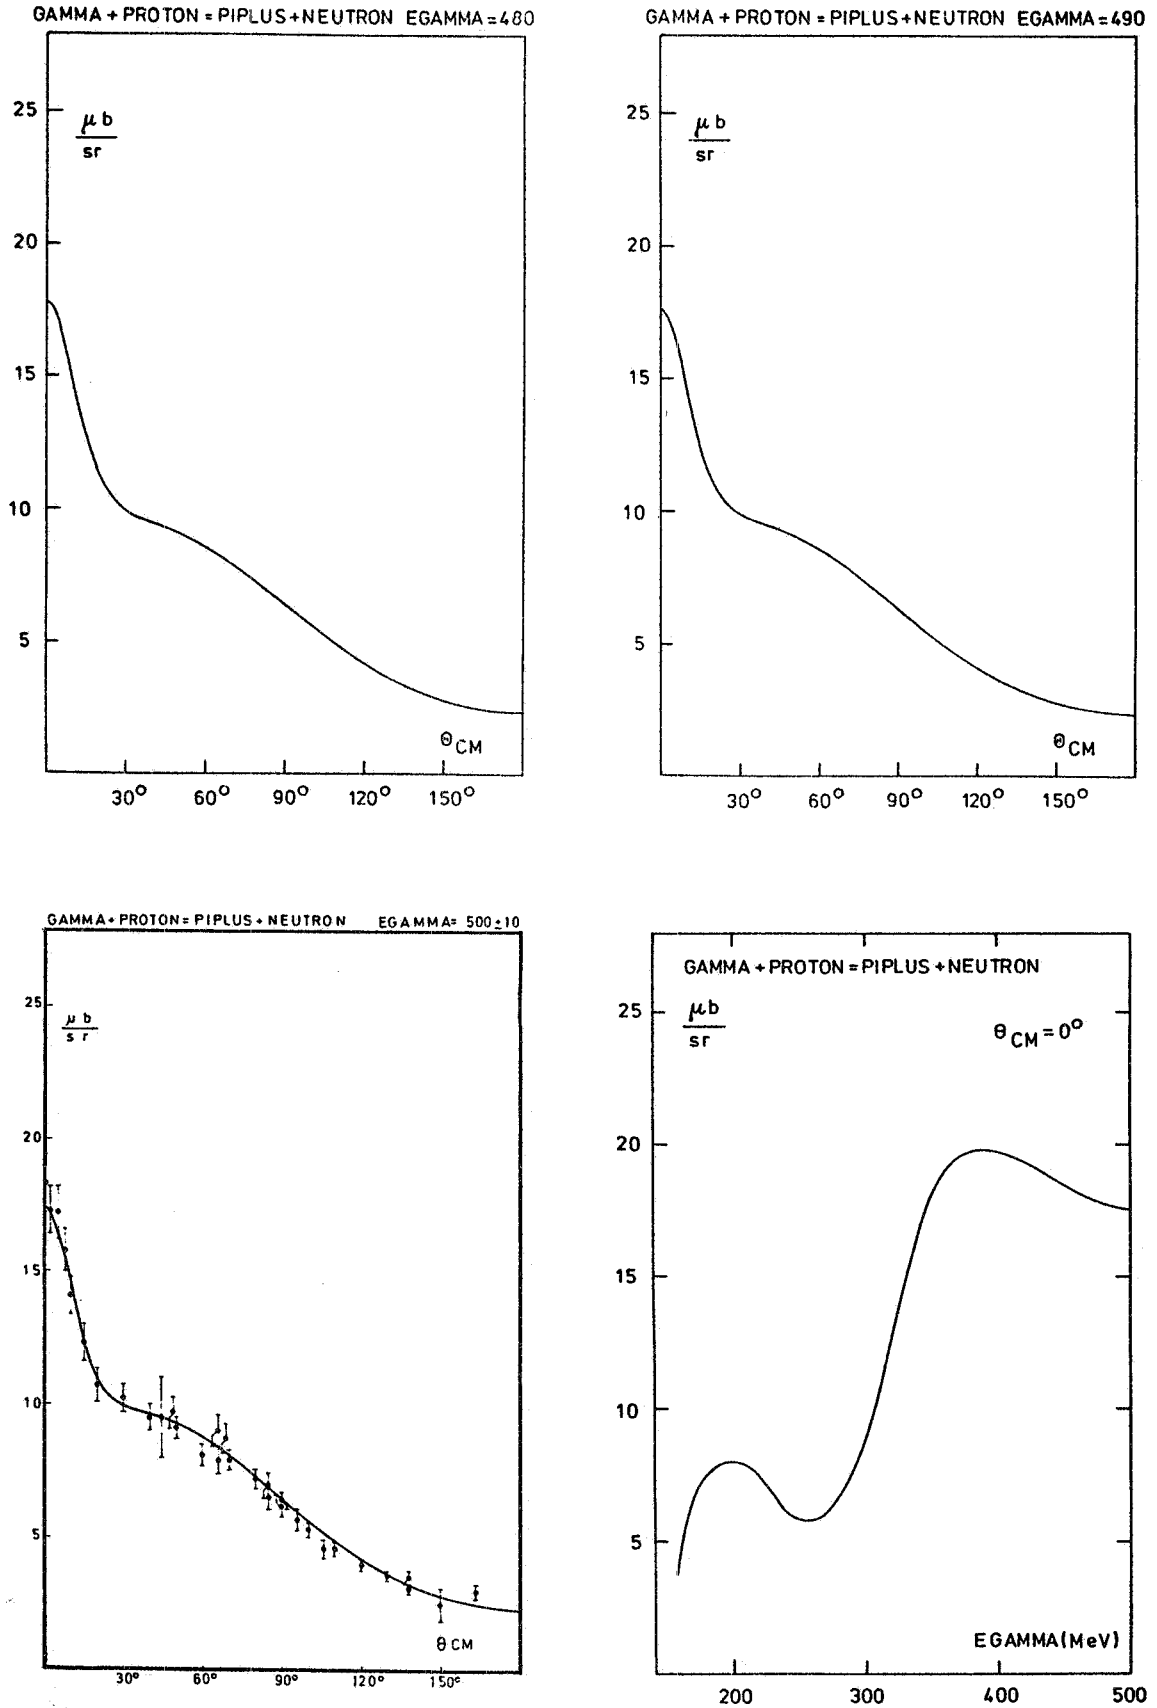 GAMMA + PROTON = PIPLUS + NEUTRON EGAMMA = 480
25
μb
sr
20
15
10
5
ΘCM
30° 60° 90° 120° 150°
GAMMA + PROTON = PIPLUS + NEUTRON EGAMMA = 490
25
μb
sr
20
15
10
5
ΘCM
30° 60° 90° 120° 150°
GAMMA + PROTON = PIPLUS + NEUTRON EGAMMA = 500±10
25
μb
sr
20
15
10
5
ΘCM
30° 60° 90° 120° 150°
GAMMA + PROTON = PIPLUS + NEUTRON
25
μb
sr
ΘCM = 0°
20
15
10
5
EGAMMA (MeV)
200 300 400 500